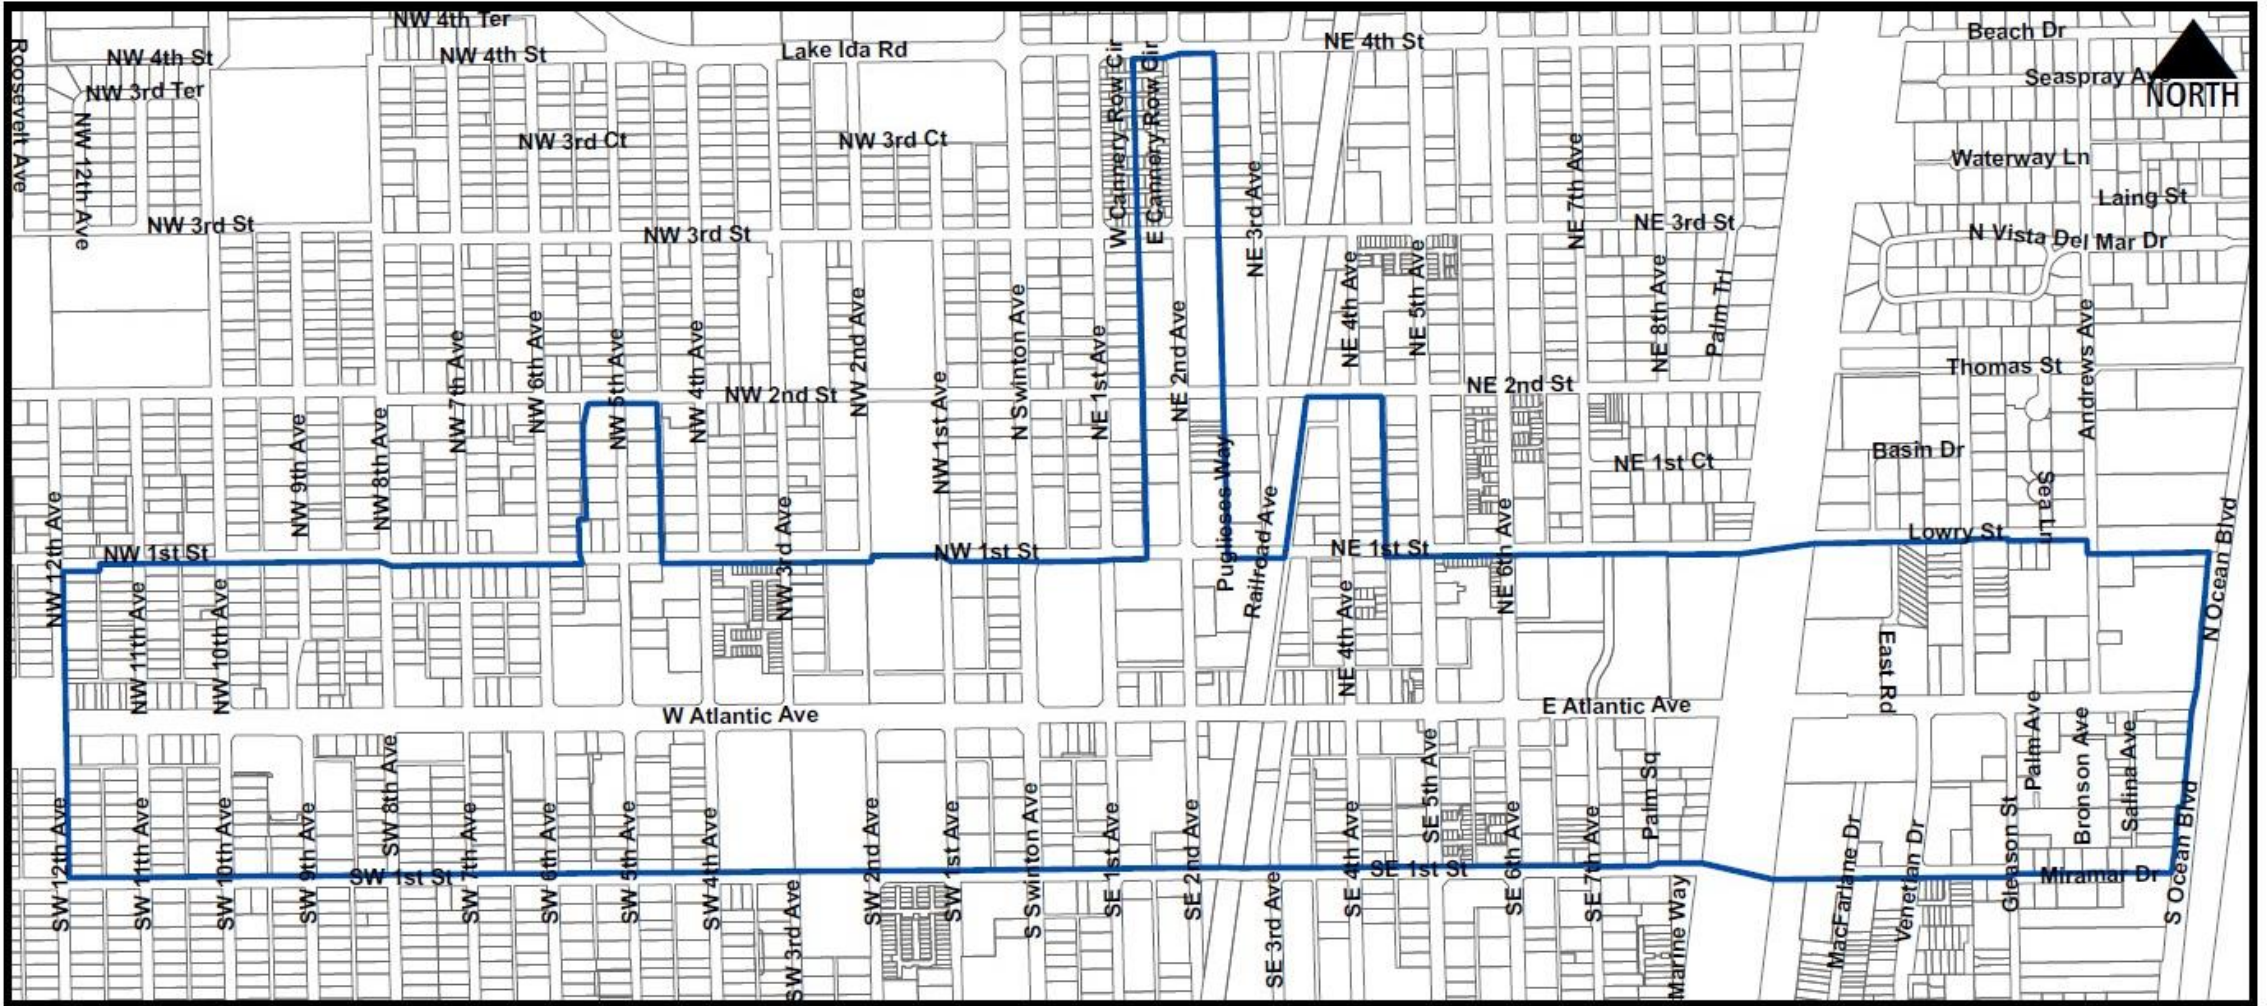 NW 4th Ter
Roosevelt Ave
NW 4th St
NW 4th St
Lake Ida Rd
NE 4th St
Beach Dr
Seaspray Ave
NORTH
NW 3rd Ter
NW 12th Ave
NW 3rd Ct
NW 3rd Ct
W Cannery Row Cir
E Cannery Row Cir
NE 3rd Ave
NE 7th Ave
Waterway Ln
Laing St
NW 3rd St
NW 3rd St
NE 3rd St
N Vista Del Mar Dr
NW 9th Ave
NW 8th Ave
NW 7th Ave
NW 6th Ave
NW 5th Ave
NW 4th Ave
NW 2nd St
NW 2nd Ave
NW 1st Ave
N Swinton Ave
NE 1st Ave
NE 2nd Ave
NE 4th Ave
NE 5th Ave
NE 2nd St
NE 8th Ave
Palm Trl
Thomas St
Andrews Ave
Basin Dr
NE 1st Ct
Sea Ln
NW 12th Ave
NW 1st St
NW 3rd Ave
NW 1st St
Puglieses Way
Railroad Ave
NE 1st St
NE 6th Ave
Lowry St
N Ocean Blvd
NW 11th Ave
NW 10th Ave
NE 4th Ave
East Rd
W Atlantic Ave
E Atlantic Ave
SW 12th Ave
SW 11th Ave
SW 10th Ave
SW 9th Ave
SW 8th Ave
SW 1st St
SW 7th Ave
SW 6th Ave
SW 5th Ave
SW 4th Ave
SW 3rd Ave
SW 2nd Ave
SW 1st Ave
S Swinton Ave
SE 1st Ave
SE 2nd Ave
SE 3rd Ave
SE 4th Ave
SE 1st St
SE 5th Ave
SE 6th Ave
SE 7th Ave
Palm Sq
Marine Way
MacFarlane Dr
Venetian Dr
Gleason St
Palm Ave
Bronson Ave
Salina Ave
Miramar Dr
S Ocean Blvd